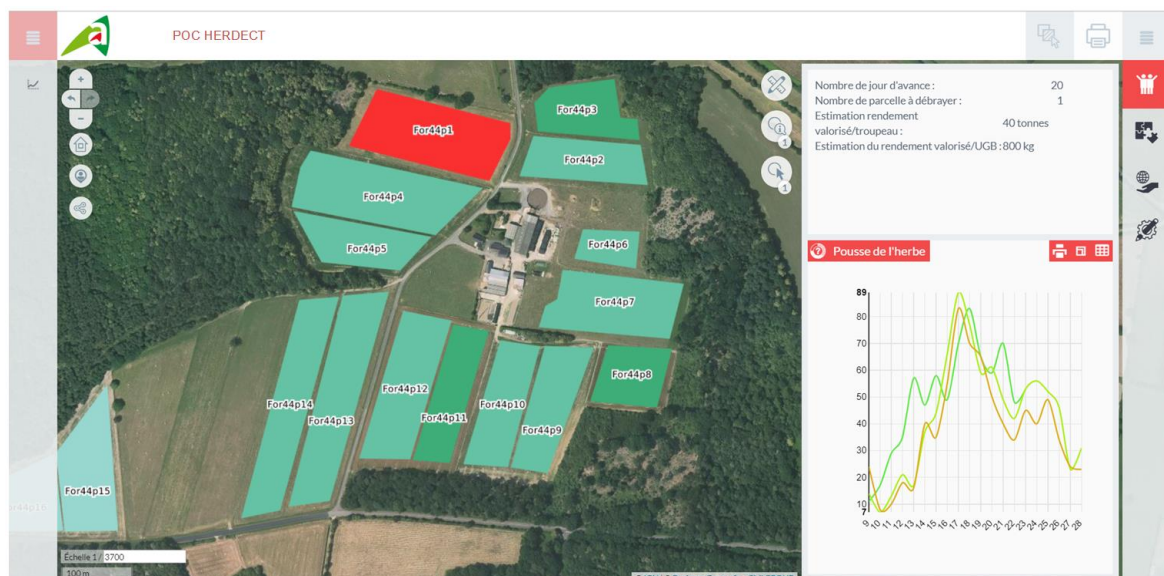 POC HERDECT
For44p1
For44p3
For44p2
For44p4
For44p5
For44p6
For44p7
For44p8
For44p12
For44p11
For44p10
For44p9
For44p14
For44p13
For44p15
Échelle 1 / 3700
100 m
1
1
Nombre de jour d'avance : 20
Nombre de parcelle à débrayer : 1
Estimation rendement
valorisé/troupeau : 40 tonnes
Estimation du rendement valorisé/UGB : 800 kg
Pousse de l'herbe
89
80
70
60
50
40
30
20
10
7
9 10 11 12 13 14 15 16 17 18 19 20 21 22 23 24 25 26 27 28